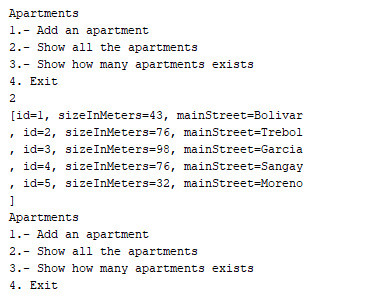 Apartments
1.- Add an apartment
2.- Show all the apartments
3.- Show how many apartments exists
4. Exit
2
[id=1, sizeInMeters=43, mainStreet=Bolivar
, id=2, sizeInMeters=76, mainStreet=Trebol
, id=3, sizeInMeters=98, mainStreet=Garcia
, id=4, sizeInMeters=76, mainStreet=Sangay
, id=5, sizeInMeters=32, mainStreet=Moreno
]
Apartments
1.- Add an apartment
2.- Show all the apartments
3.- Show how many apartments exists
4. Exit